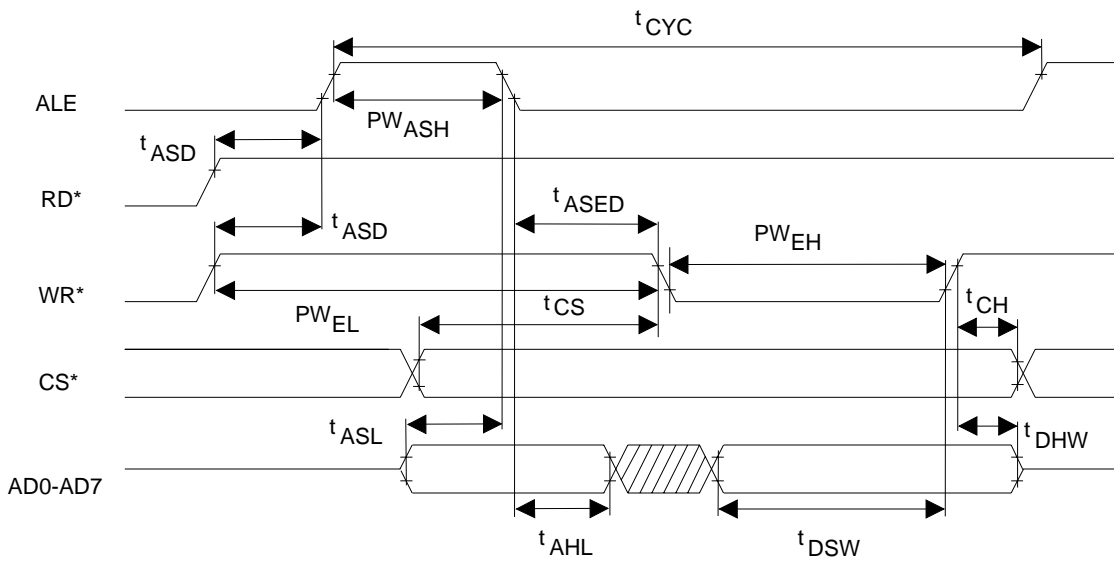 tCYC
ALE
PWASH
tASD
RD*
tASED
tASD
PWEH
WR*
tCS
PWEL
tCH
CS*
tASL
tDHW
AD0-AD7
tAHL
tDSW